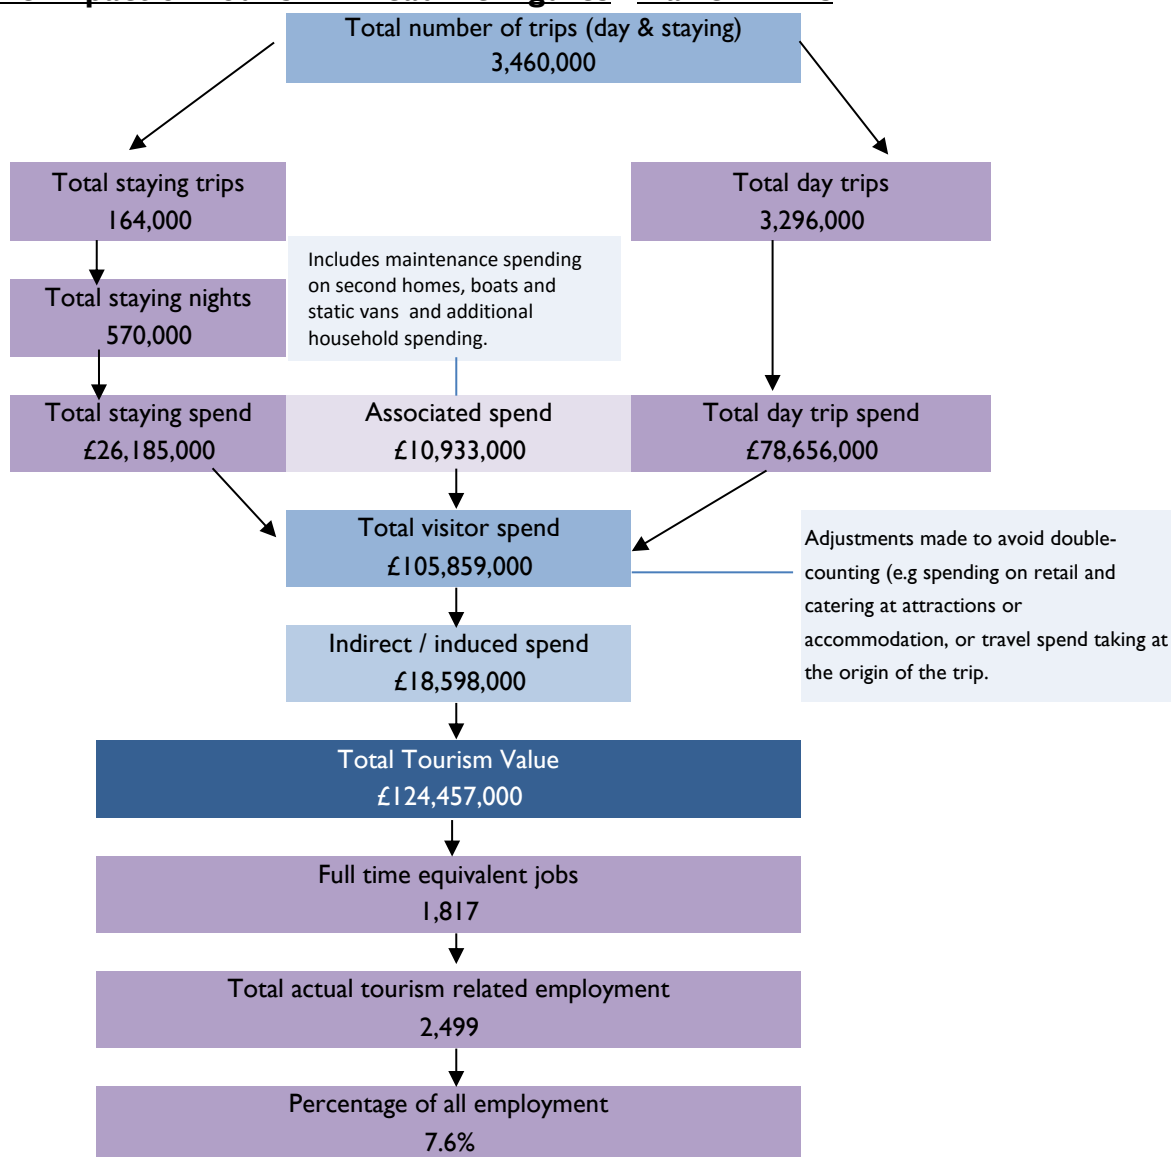 Total number of trips (day & staying)
3,460,000
Total staying trips
164,000
Total day trips
3,296,000
Includes maintenance spending
on second homes, boats and
static vans and additional
household spending.
Total staying nights
570,000
Total staying spend
£26,185,000
Associated spend
£10,933,000
Total day trip spend
£78,656,000
Total visitor spend
£105,859,000
Adjustments made to avoid double-
counting (e.g spending on retail and
catering at attractions or
accommodation, or travel spend taking at
the origin of the trip.
Indirect / induced spend
£18,598,000
Total Tourism Value
£124,457,000
Full time equivalent jobs
1,817
Total actual tourism related employment
2,499
Percentage of all employment
7.6%